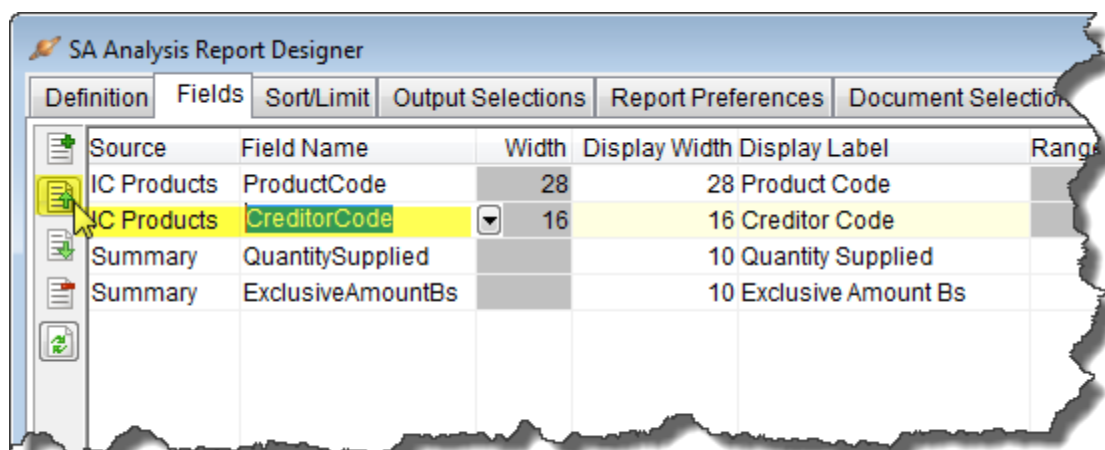 SA Analysis Report Designer
Definition Fields Sort/Limit Output Selections Report Preferences Document Selection
Source Field Name Width Display Width Display Label Range
IC Products ProductCode 28 28 Product Code
IC Products CreditorCode 16 16 Creditor Code
Summary QuantitySupplied 10 Quantity Supplied
Summary ExclusiveAmountBs 10 Exclusive Amount Bs